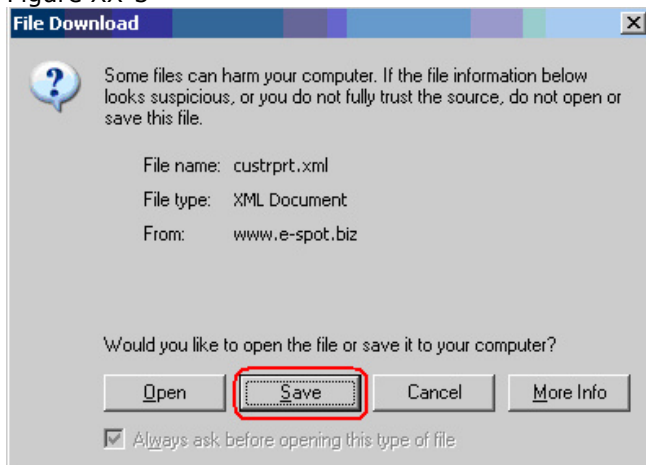 File Download
Some files can harm your computer. If the file information below
looks suspicious, or you do not fully trust the source, do not open or
save this file.
File name: custrprt.xml
File type: XML Document
From: www.e-spot.biz
Would you like to open the file or save it to your computer?
Open Save Cancel More Info
Always ask before opening this type of file